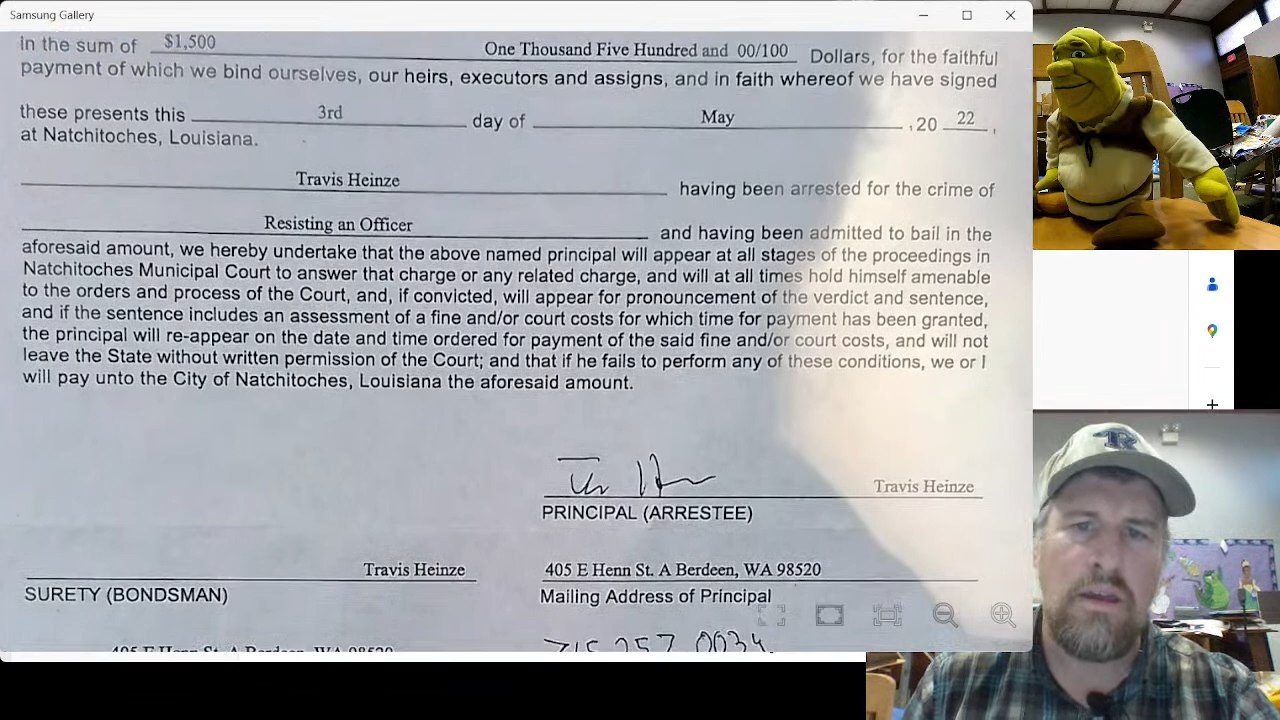 Samsung Gallery
in the sum of $1,500 One Thousand Five Hundred and 00/100 Dollars, for the faithful
payment of which we bind ourselves, our heirs, executors and assigns, and in faith whereof we have signed
these presents this 3rd day of May , 20 22 ,
at Natchitoches, Louisiana.
Travis Heinze having been arrested for the crime of
Resisting an Officer and having been admitted to bail in the
aforesaid amount, we hereby undertake that the above named principal will appear at all stages of the proceedings in
Natchitoches Municipal Court to answer that charge or any related charge, and will at all times hold himself amenable
to the orders and process of the Court, and, if convicted, will appear for pronouncement of the verdict and sentence,
and if the sentence includes an assessment of a fine and/or court costs for which time for payment has been granted,
the principal will re-appear on the date and time ordered for payment of the said fine and/or court costs, and will not
leave the State without written permission of the Court; and that if he fails to perform any of these conditions, we or I
will pay unto the City of Natchitoches, Louisiana the aforesaid amount.
Travis Heinze
PRINCIPAL (ARRESTEE)
Travis Heinze 405 E Henn St. A Berdeen, WA 98520
SURETY (BONDSMAN) Mailing Address of Principal
405 E Henn St. A Berdeen, WA 98520